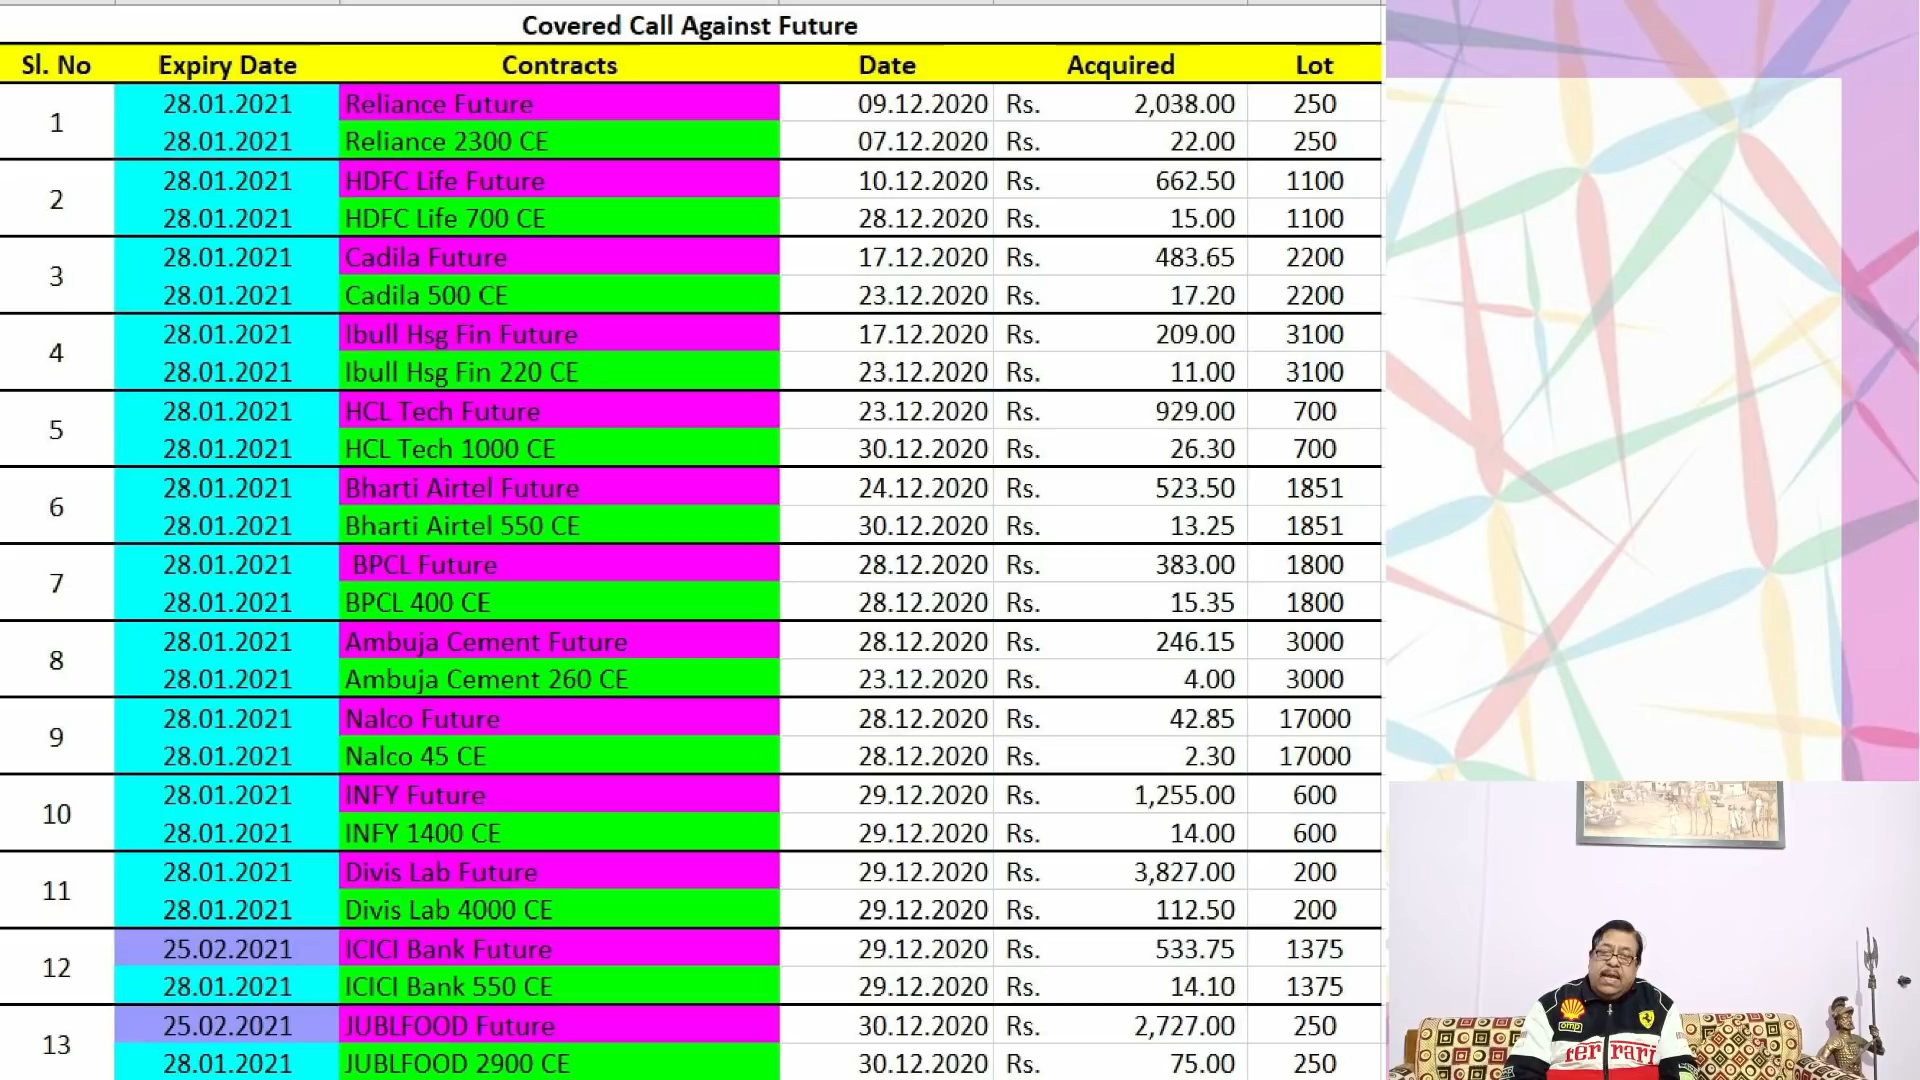 Covered Call Against Future
Sl. No Expiry Date Contracts Date Acquired Lot
1 28.01.2021 Reliance Future 09.12.2020 Rs. 2,038.00 250
28.01.2021 Reliance 2300 CE 07.12.2020 Rs. 22.00 250
2 28.01.2021 HDFC Life Future 10.12.2020 Rs. 662.50 1100
28.01.2021 HDFC Life 700 CE 28.12.2020 Rs. 15.00 1100
3 28.01.2021 Cadila Future 17.12.2020 Rs. 483.65 2200
28.01.2021 Cadila 500 CE 23.12.2020 Rs. 17.20 2200
4 28.01.2021 Ibull Hsg Fin Future 17.12.2020 Rs. 209.00 3100
28.01.2021 Ibull Hsg Fin 220 CE 23.12.2020 Rs. 11.00 3100
5 28.01.2021 HCL Tech Future 23.12.2020 Rs. 929.00 700
28.01.2021 HCL Tech 1000 CE 30.12.2020 Rs. 26.30 700
6 28.01.2021 Bharti Airtel Future 24.12.2020 Rs. 523.50 1851
28.01.2021 Bharti Airtel 550 CE 30.12.2020 Rs. 13.25 1851
7 28.01.2021 BPCL Future 28.12.2020 Rs. 383.00 1800
28.01.2021 BPCL 400 CE 28.12.2020 Rs. 15.35 1800
8 28.01.2021 Ambuja Cement Future 28.12.2020 Rs. 246.15 3000
28.01.2021 Ambuja Cement 260 CE 23.12.2020 Rs. 4.00 3000
9 28.01.2021 Nalco Future 28.12.2020 Rs. 42.85 17000
28.01.2021 Nalco 45 CE 28.12.2020 Rs. 2.30 17000
10 28.01.2021 INFY Future 29.12.2020 Rs. 1,255.00 600
28.01.2021 INFY 1400 CE 29.12.2020 Rs. 14.00 600
11 28.01.2021 Divis Lab Future 29.12.2020 Rs. 3,827.00 200
28.01.2021 Divis Lab 4000 CE 29.12.2020 Rs. 112.50 200
12 25.02.2021 ICICI Bank Future 29.12.2020 Rs. 533.75 1375
28.01.2021 ICICI Bank 550 CE 29.12.2020 Rs. 14.10 1375
13 25.02.2021 JUBLFOOD Future 30.12.2020 Rs. 2,727.00 250
28.01.2021 JUBLFOOD 2900 CE 30.12.2020 Rs. 75.00 250
omp
Ferrari